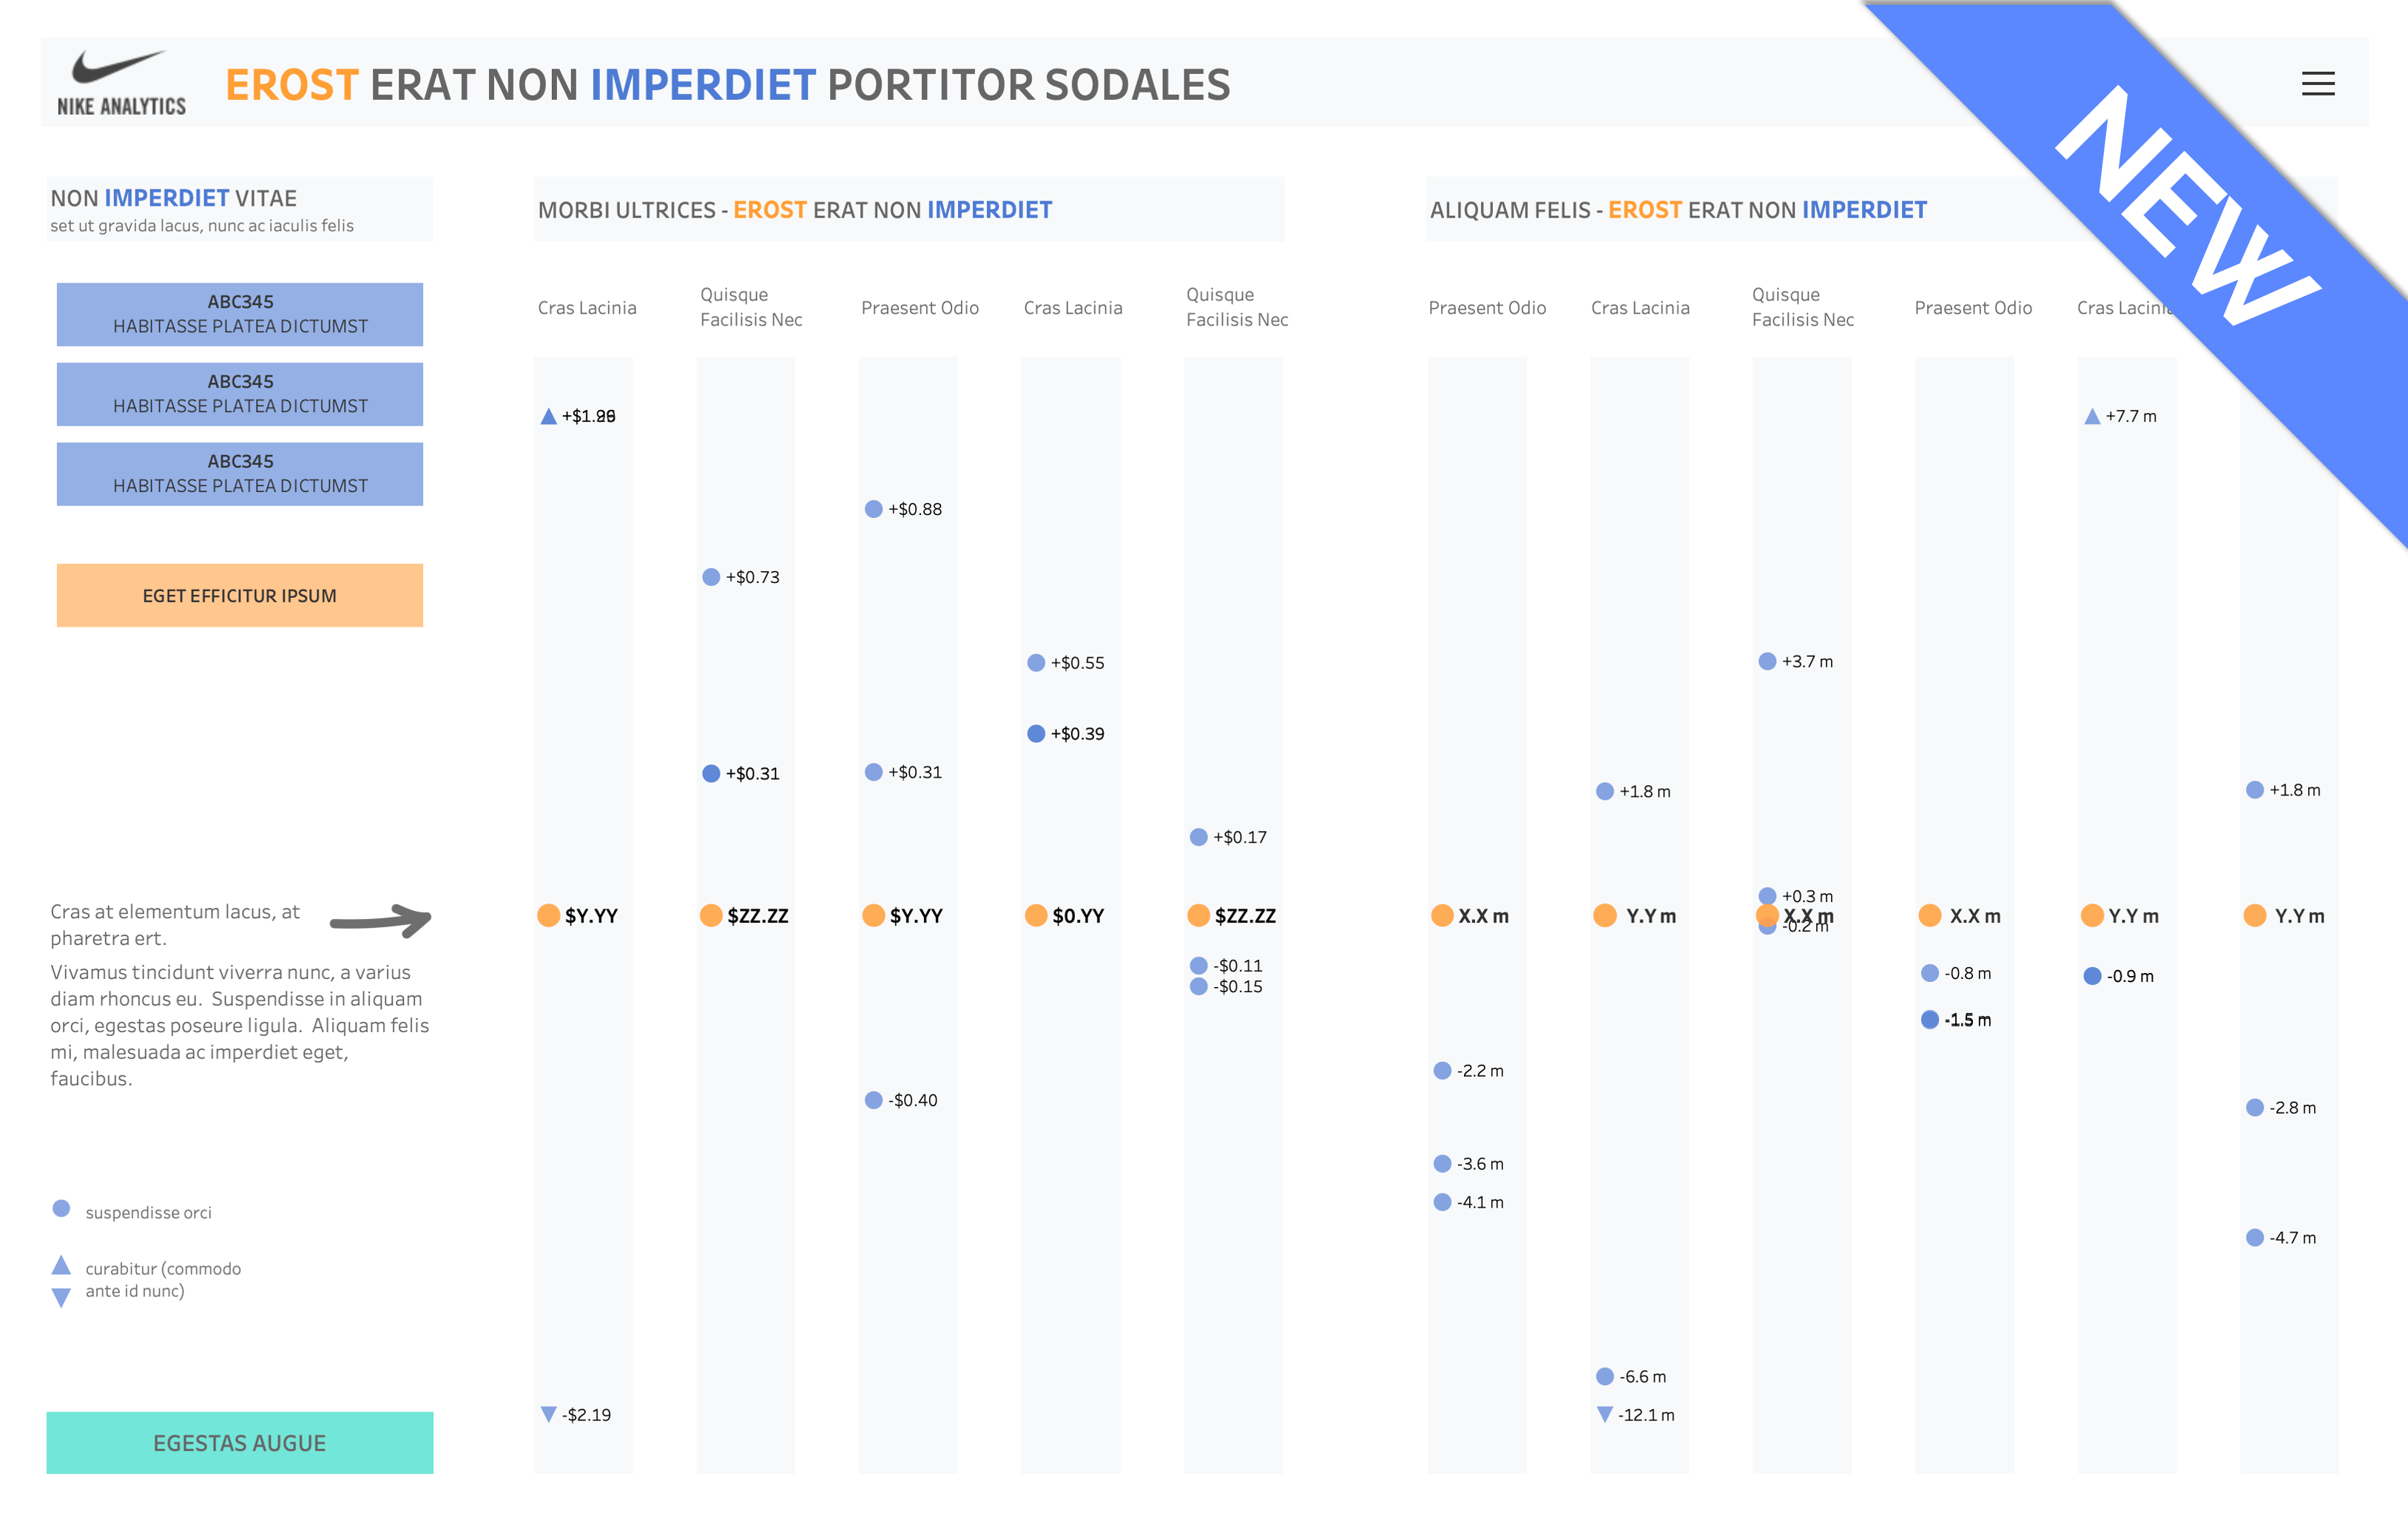 NIKE ANALYTICS
EROST ERAT NON IMPERDIET PORTITOR SODALES
NEW
NON IMPERDIET VITAE
set ut gravida lacus, nunc ac iaculis felis
ABC345
HABITASSE PLATEA DICTUMST
ABC345
HABITASSE PLATEA DICTUMST
ABC345
HABITASSE PLATEA DICTUMST
EGET EFFICITUR IPSUM
Cras at elementum lacus, at
pharetra ert.
Vivamus tincidunt viverra nunc, a varius
diam rhoncus eu. Suspendisse in aliquam
orci, egestas poseure ligula. Aliquam felis
mi, malesuada ac imperdiet eget,
faucibus.
suspendisse orci
curabitur (commodo
ante id nunc)
EGESTAS AUGUE
MORBI ULTRICES - EROST ERAT NON IMPERDIET
Cras Lacinia
$Y.YY
-$2.19
Quisque
Facilisis Nec
+$0.73
+$0.31
$ZZ.ZZ
Praesent Odio
+$0.88
+$0.31
$Y.YY
-$0.40
Cras Lacinia
+$0.55
+$0.39
$0.YY
Quisque
Facilisis Nec
+$0.17
$ZZ.ZZ
-$0.11
-$0.15
ALIQUAM FELIS - EROST ERAT NON IMPERDIET
Praesent Odio
X.X m
-2.2 m
-3.6 m
-4.1 m
Cras Lacinia
+1.8 m
Y.Y m
-6.6 m
-12.1 m
Quisque
Facilisis Nec
+3.7 m
+0.3 m
X.X m
-0.2 m
Praesent Odio
X.X m
-0.8 m
-1.5 m
Cras Lacinia
+7.7 m
Y.Y m
-0.9 m
+1.8 m
Y.Y m
-2.8 m
-4.7 m